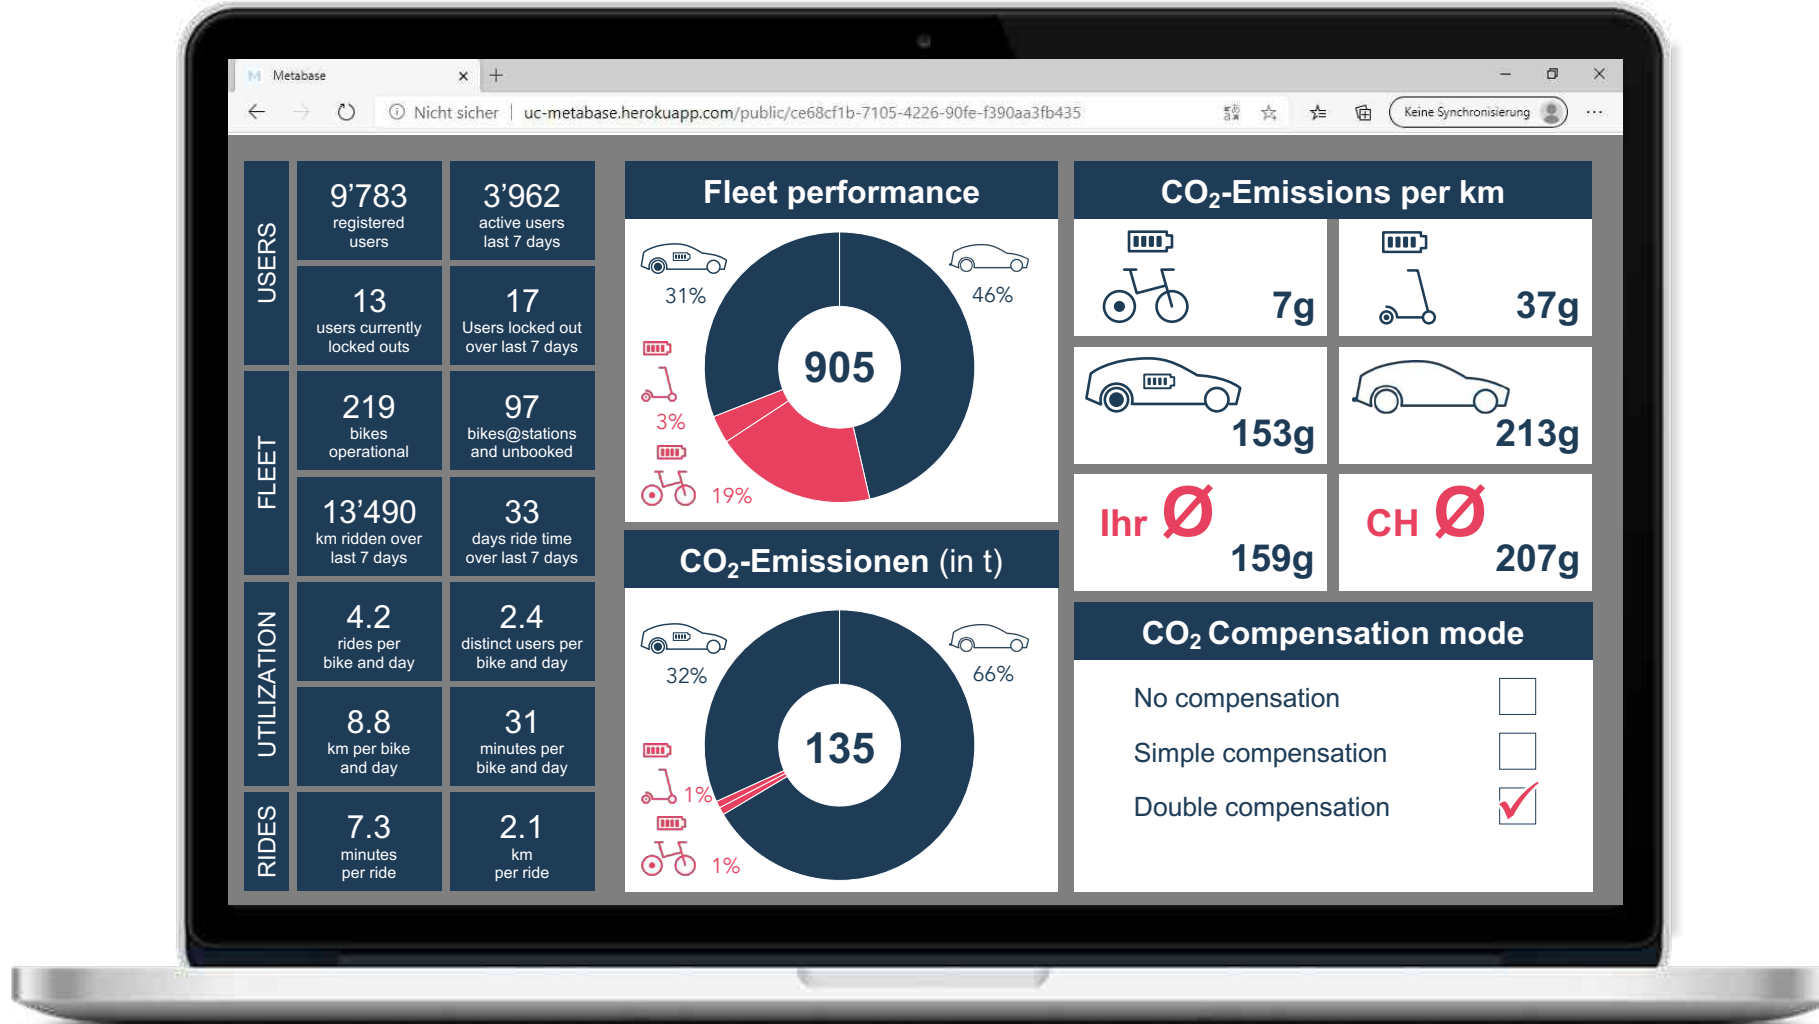 Metabase
Nicht sicher | uc-metabase.herokuapp.com/public/ce68cf1b-7105-4226-90fe-f390aa3fb435
Keine Synchronisierung
USERS
9’783
registered
users
3’962
active users
last 7 days
13
users currently
locked outs
17
Users locked out
over last 7 days
FLEET
219
bikes
operational
97
bikes@stations
and unbooked
13’490
km ridden over
last 7 days
33
days ride time
over last 7 days
UTILIZATION
4.2
rides per
bike and day
2.4
distinct users per
bike and day
8.8
km per bike
and day
31
minutes per
bike and day
RIDES
7.3
minutes
per ride
2.1
km
per ride
Fleet performance
31%
46%
905
3%
19%
CO₂-Emissionen (in t)
32%
66%
135
1%
1%
CO₂-Emissions per km
7g
37g
153g
213g
Ihr Ø
159g
CH Ø
207g
CO₂ Compensation mode
No compensation
Simple compensation
Double compensation